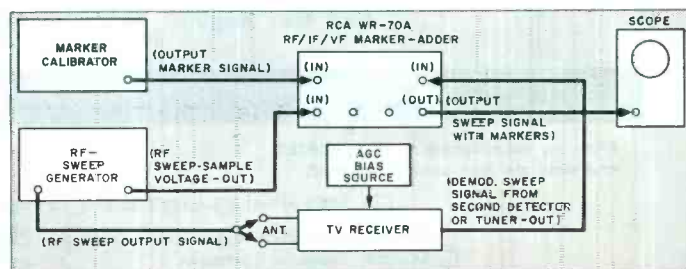 RCA WR-70A
RF/IF/VF MARKER-ADDER
SCOPE
MARKER
CALIBRATOR
(OUTPUT
MARKER SIGNAL)
(IN)
(IN)
(IN)
(OUT)
(OUTPUT
SWEEP SIGNAL
WITH MARKERS)
RF-
SWEEP
GENERATOR
(RF
SWEEP-SAMPLE
VOLTAGE-OUT)
AGC
BIAS
SOURCE
(DEMOD. SWEEP
SIGNAL FROM
SECOND DETECTOR
OR TUNER-OUT)
ANT.
TV RECEIVER
(RF SWEEP OUTPUT SIGNAL)